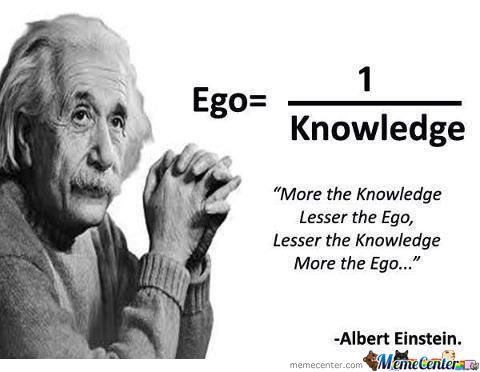 Ego= 1
Knowledge
“More the Knowledge
Lesser the Ego,
Lesser the Knowledge
More the Ego...”
-Albert Einstein.
memecenter.com MemeCenter